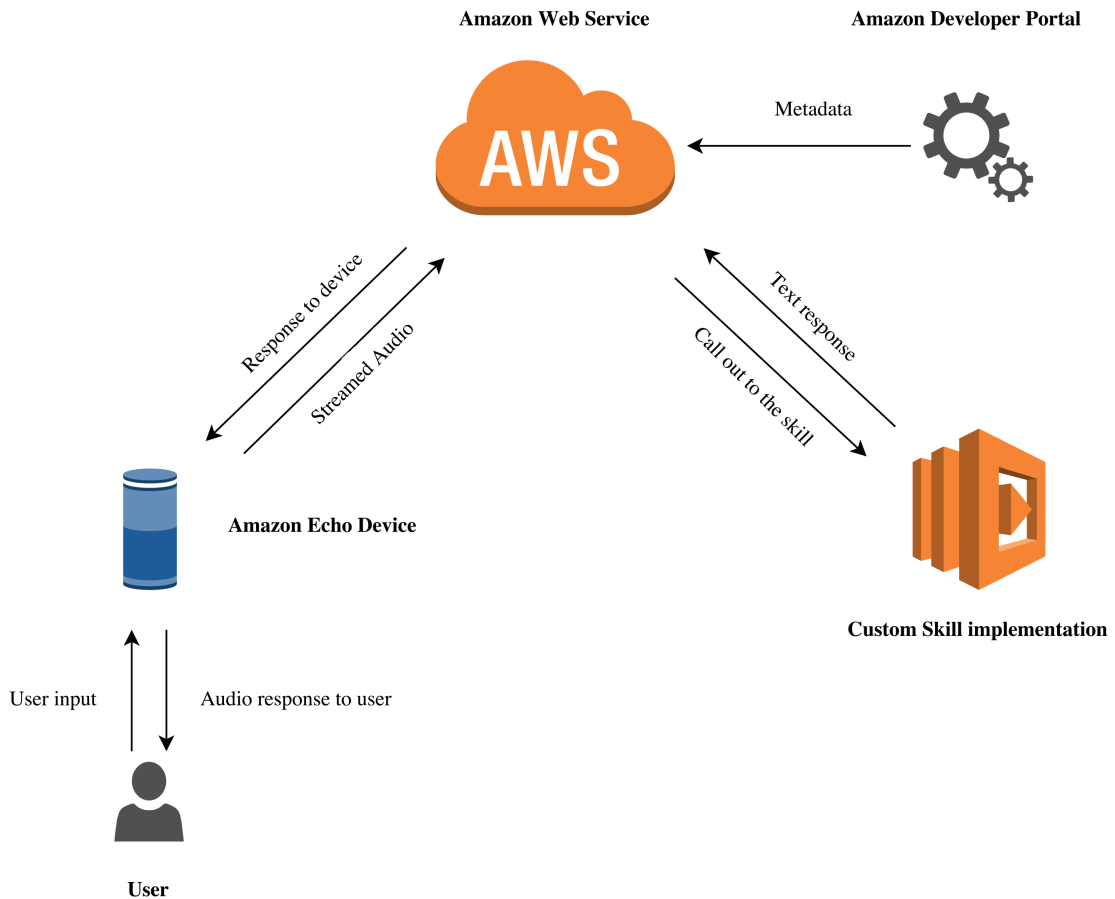 Amazon Web Service
Amazon Developer Portal
Metadata
AWS
Response to device
Streamed Audio
Text response
Call out to the skill
Amazon Echo Device
Custom Skill implementation
User input
Audio response to user
User